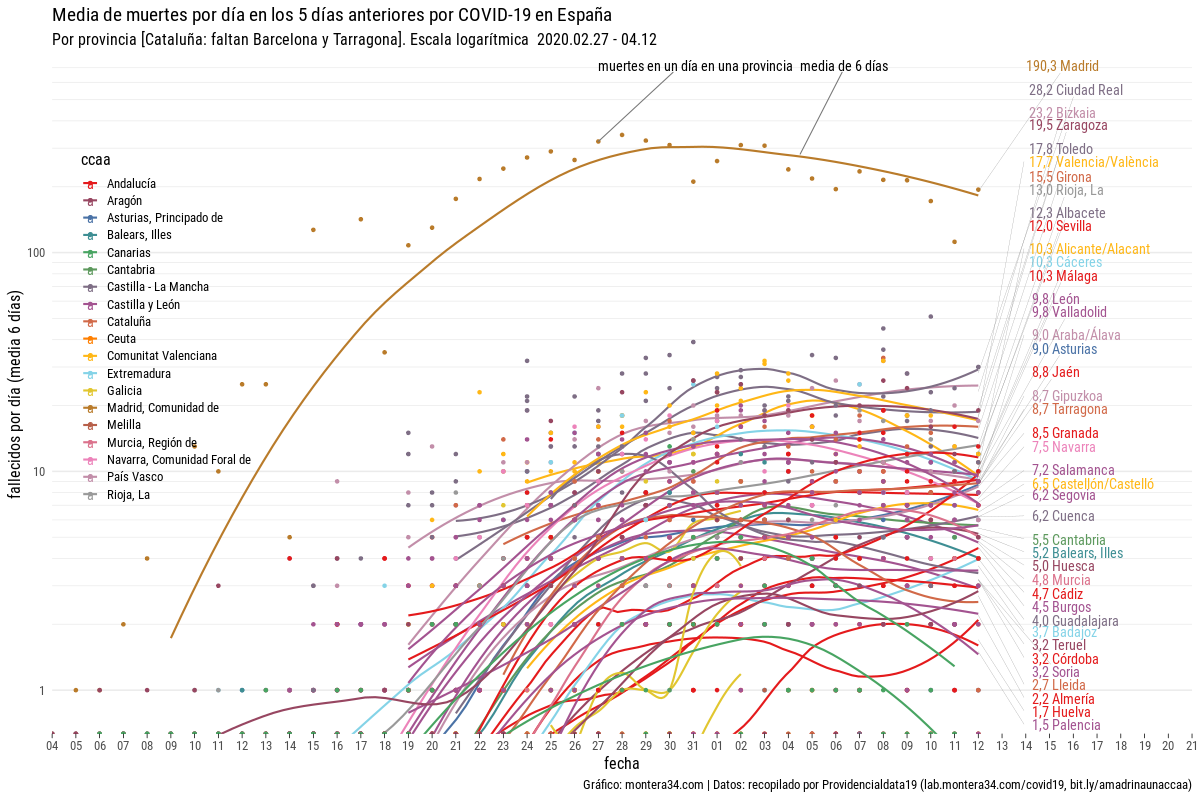 Media de muertes por día en los 5 días anteriores por COVID-19 en España
Por provincia [Cataluña: faltan Barcelona y Tarragona]. Escala logarítmica 2020.02.27 - 04.12
muertes en un día en una provincia media de 6 días
190,3 Madrid
28,2 Ciudad Real
23,2 Bizkaia
19,5 Zaragoza
17,8 Toledo
17,7 Valencia/València
15,5 Girona
13,0 Rioja, La
12,3 Albacete
12,0 Sevilla
10,3 Alicante/Alacant
10,3 Cáceres
10,3 Málaga
9,8 León
9,8 Valladolid
9,0 Araba/Álava
9,0 Asturias
8,8 Jaén
8,7 Gipuzkoa
8,7 Tarragona
8,5 Granada
7,5 Navarra
7,2 Salamanca
6,5 Castellón/Castelló
6,2 Segovia
6,2 Cuenca
5,5 Cantabria
5,2 Balears, Illes
5,0 Huesca
4,8 Murcia
4,7 Cádiz
4,5 Burgos
4,0 Guadalajara
3,7 Badajoz
3,2 Teruel
3,2 Córdoba
3,2 Soria
2,7 Lleida
2,2 Almería
1,7 Huelva
1,5 Palencia
ccaa
Andalucía
Aragón
Asturias, Principado de
Balears, Illes
Canarias
Cantabria
Castilla - La Mancha
Castilla y León
Cataluña
Ceuta
Comunitat Valenciana
Extremadura
Galicia
Madrid, Comunidad de
Melilla
Murcia, Región de
Navarra, Comunidad Foral de
País Vasco
Rioja, La
fallecidos por día (media 6 días)
100
10
1
04 05 06 07 08 09 10 11 12 13 14 15 16 17 18 19 20 21 22 23 24 25 26 27 28 29 30 31 01 02 03 04 05 06 07 08 09 10 11 12 13 14 15 16 17 18 19 20 21
fecha
Gráfico: montera34.com | Datos: recopilado por Providencialdata19 (lab.montera34.com/covid19, bit.ly/amadrinaunaccaa)